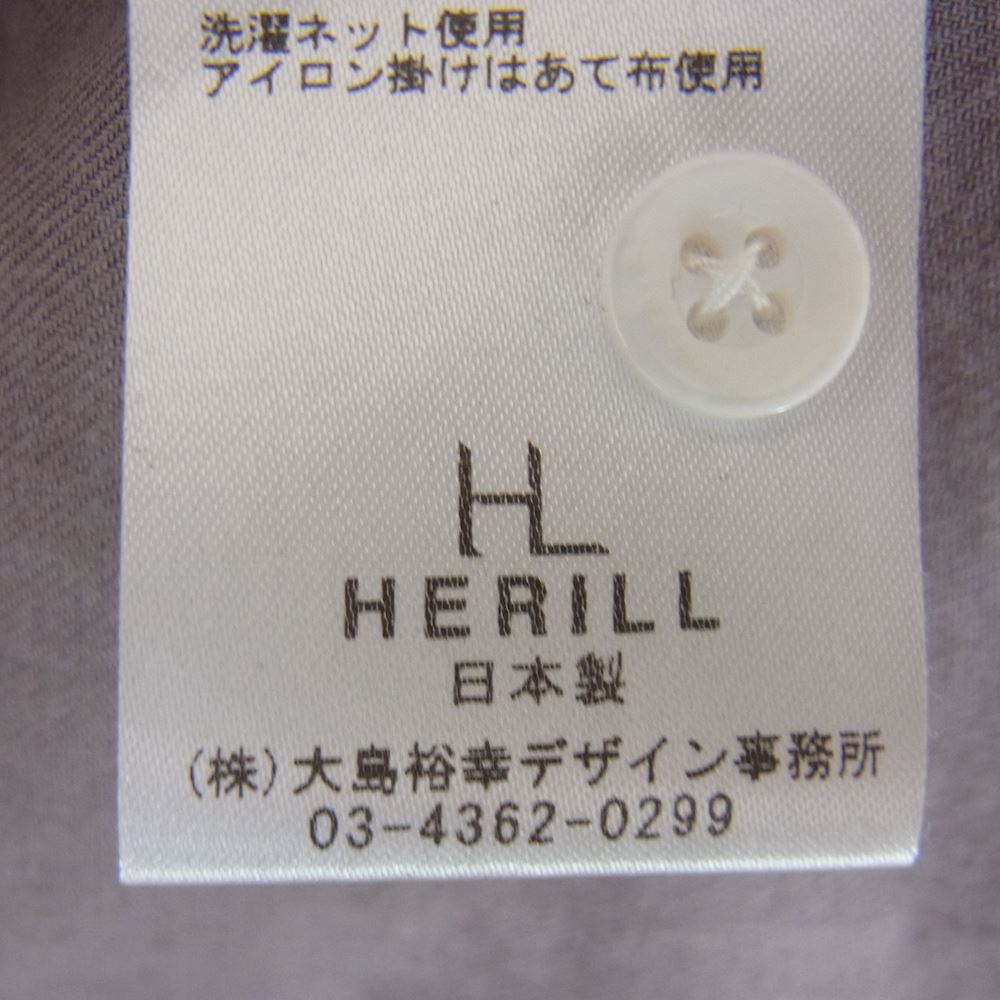 洗濯ネット使用
アイロン掛けはあて布使用
HL
HERILL
日本製
(株)大島裕幸デザイン事務所
03-4362-0299